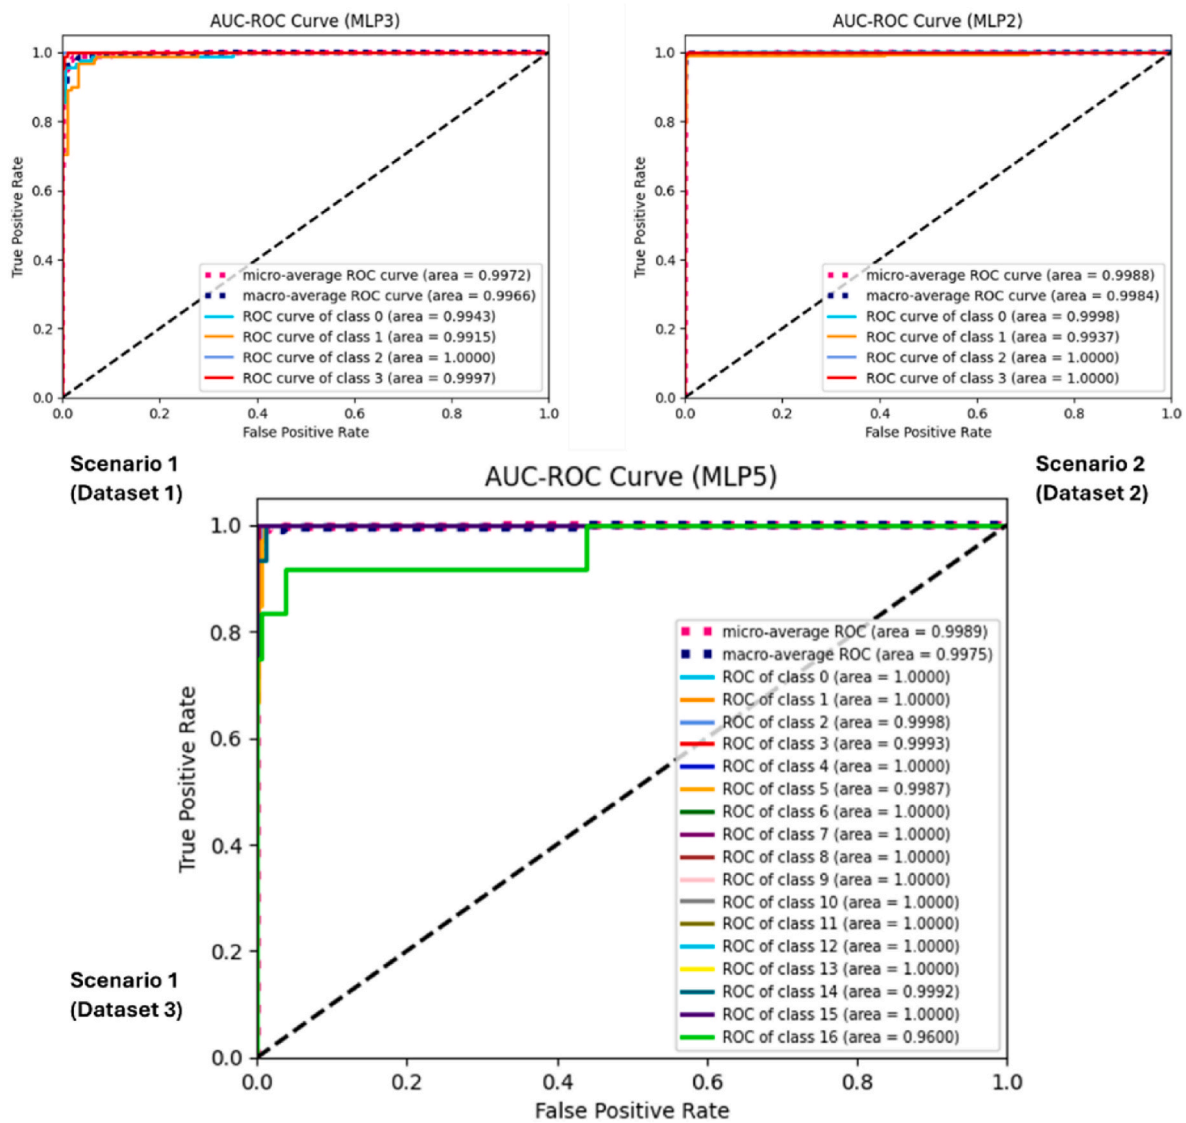 AUC-ROC Curve (MLP3)
True Positive Rate
1.0
0.8
0.6
0.4
0.2
0.0
micro-average ROC curve (area = 0.9972)
macro-average ROC curve (area = 0.9966)
ROC curve of class 0 (area = 0.9943)
ROC curve of class 1 (area = 0.9915)
ROC curve of class 2 (area = 1.0000)
ROC curve of class 3 (area = 0.9997)
0.0 0.2 0.4 0.6 0.8 1.0
False Positive Rate
Scenario 1
(Dataset 1)
AUC-ROC Curve (MLP2)
True Positive Rate
1.0
0.8
0.6
0.4
0.2
0.0
micro-average ROC curve (area = 0.9988)
macro-average ROC curve (area = 0.9984)
ROC curve of class 0 (area = 0.9998)
ROC curve of class 1 (area = 0.9937)
ROC curve of class 2 (area = 1.0000)
ROC curve of class 3 (area = 1.0000)
0.0 0.2 0.4 0.6 0.8 1.0
False Positive Rate
Scenario 2
(Dataset 2)
AUC-ROC Curve (MLP5)
True Positive Rate
1.0
0.8
0.6
0.4
0.2
0.0
micro-average ROC (area = 0.9989)
macro-average ROC (area = 0.9975)
ROC of class 0 (area = 1.0000)
ROC of class 1 (area = 1.0000)
ROC of class 2 (area = 0.9998)
ROC of class 3 (area = 0.9993)
ROC of class 4 (area = 1.0000)
ROC of class 5 (area = 0.9987)
ROC of class 6 (area = 1.0000)
ROC of class 7 (area = 1.0000)
ROC of class 8 (area = 1.0000)
ROC of class 9 (area = 1.0000)
ROC of class 10 (area = 1.0000)
ROC of class 11 (area = 1.0000)
ROC of class 12 (area = 1.0000)
ROC of class 13 (area = 1.0000)
ROC of class 14 (area = 0.9992)
ROC of class 15 (area = 1.0000)
ROC of class 16 (area = 0.9600)
0.0 0.2 0.4 0.6 0.8 1.0
False Positive Rate
Scenario 1
(Dataset 3)